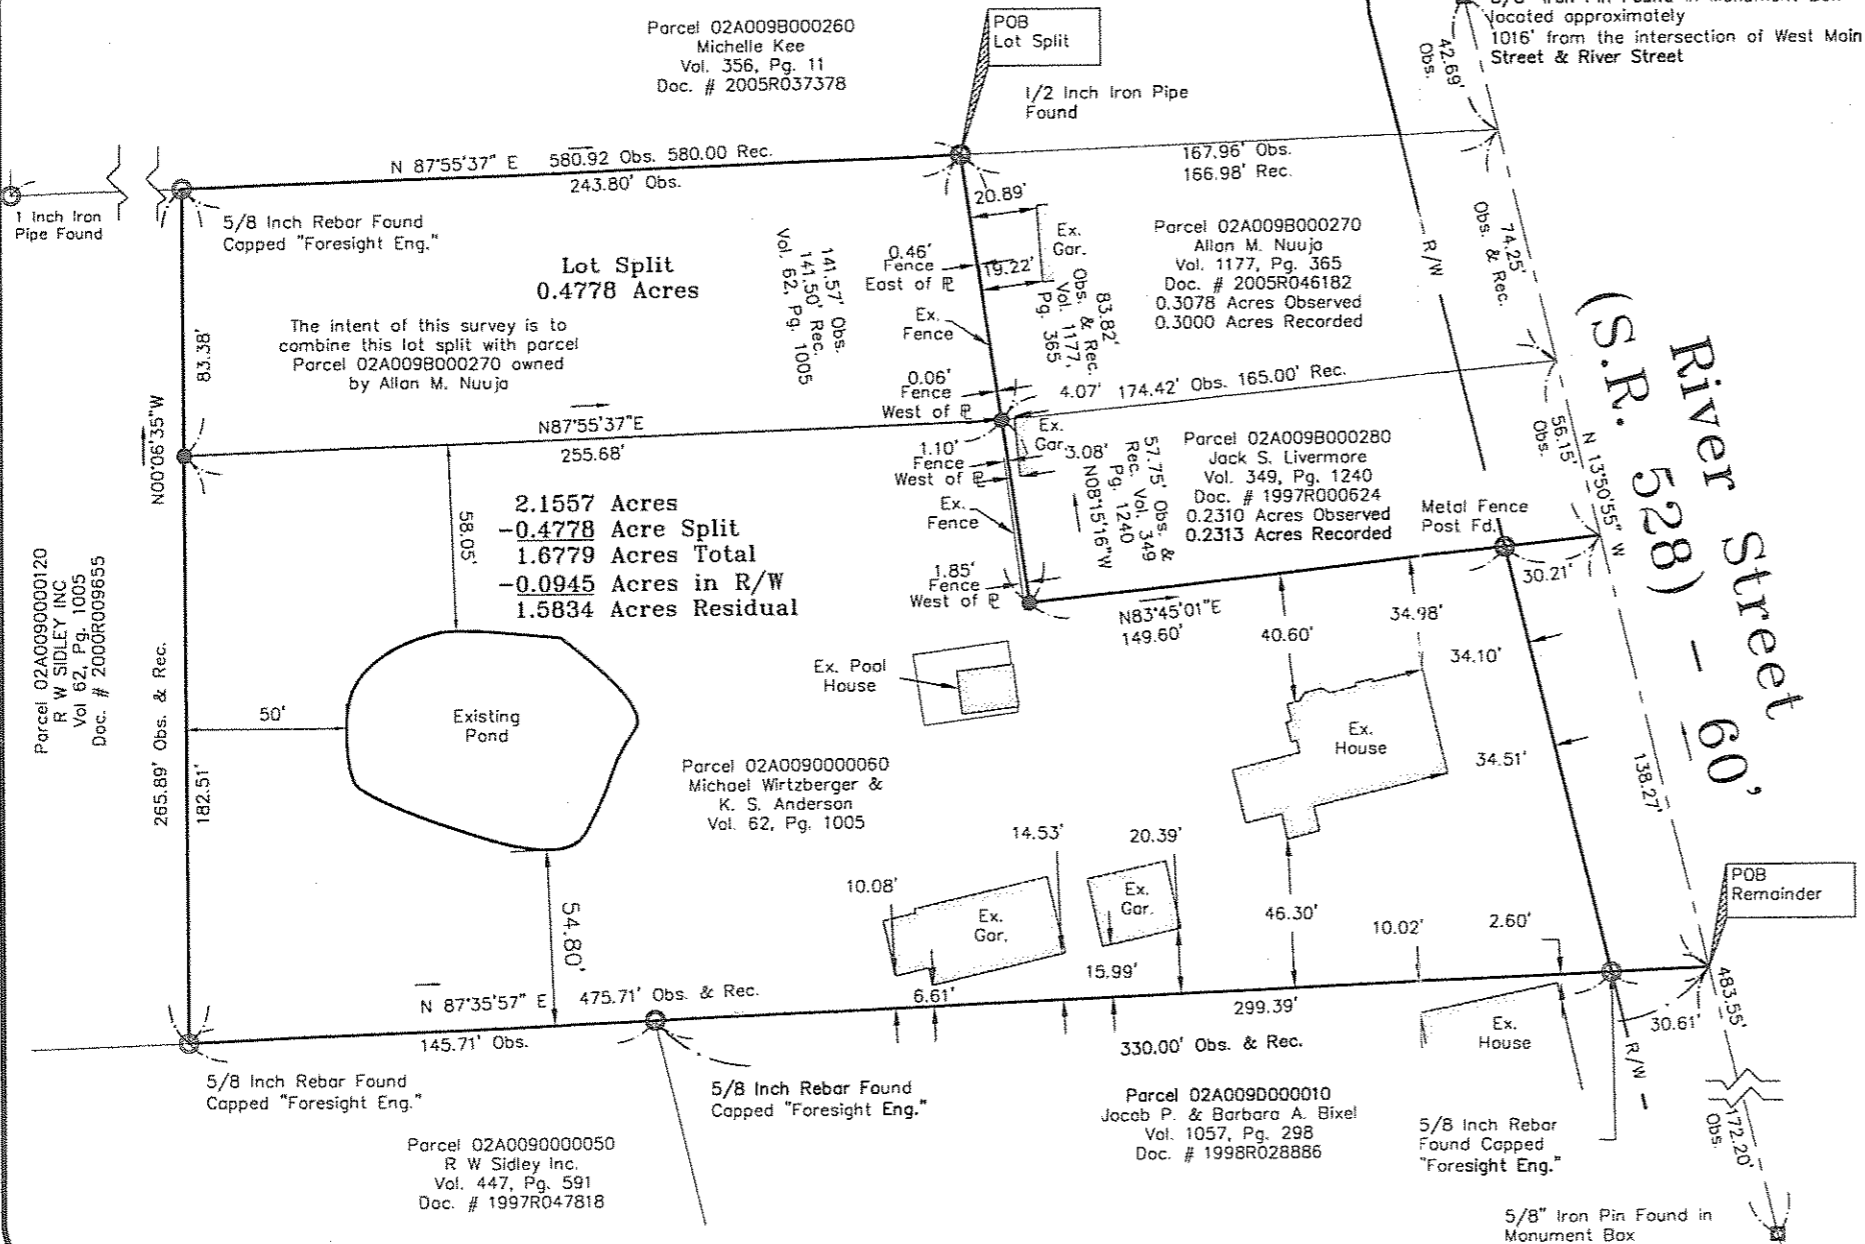 Parcel 02A009B000260
Michelle Kee
Vol. 356, Pg. 11
Doc. # 2005R037378
POB
Lot Split
1/2 Inch Iron Pipe
Found
located approximately
1016' from the intersection of West Main
Street & River Street
42.69'
Obs.
N 87°55'37" E 580.92 Obs. 580.00 Rec.
243.80' Obs.
167.96' Obs.
166.98' Rec.
1 Inch Iron
Pipe Found
5/8 Inch Rebar Found
Capped "Foresight Eng."
Lot Split
0.4778 Acres
The intent of this survey is to
combine this lot split with parcel
Parcel 02A009B000270 owned
by Allan M. Nuuja
83.38'
N00°06'35"W
141.57' Obs.
141.50' Rec.
Vol. 62, Pg. 1005
20.89'
0.46'
Fence
East of PL
19.22'
Ex.
Gar.
Ex.
Fence
83.82'
Obs. & Rec.
Vol. 1177,
Pg. 365
0.06'
Fence
West of PL
Parcel 02A009B000270
Allan M. Nuuja
Vol. 1177, Pg. 365
Doc. # 2005R046182
0.3078 Acres Observed
0.3000 Acres Recorded
R/W
74.25'
Obs. & Rec.
4.07' 174.42' Obs. 165.00' Rec.
N87°55'37"E
255.68'
Ex.
Gar.
3.08'
1.10'
Fence
West of PL
Ex.
Fence
1.85'
Fence
West of PL
57.75' Obs. &
Rec. Vol. 349
Pg. 1240
N08°15'16"W
Parcel 02A009B000280
Jack S. Livermore
Vol. 349, Pg. 1240
Doc. # 1997R000624
0.2310 Acres Observed
0.2313 Acres Recorded
Metal Fence
Post Fd.
56.15'
Obs.
N 13°50'55" W
River Street
(S.R. 528) - 60'
2.1557 Acres
-0.4778 Acre Split
1.6779 Acres Total
-0.0945 Acres in R/W
1.5834 Acres Residual
58.05'
Parcel 02A0090000120
R W SIDLEY INC
Vol 62, Pg. 1005
Doc. # 2000R009655
265.89' Obs. & Rec.
182.51'
50'
Existing
Pond
54.80'
N83°45'01"E
149.60'
30.21'
Ex. Pool
House
40.60'
34.98'
34.10'
34.51'
Ex.
House
138.27'
Parcel 02A0090000060
Michael Wirtzberger &
K. S. Anderson
Vol. 62, Pg. 1005
10.08'
14.53'
20.39'
Ex.
Gar.
Ex.
Gar.
46.30'
10.02'
2.60'
POB
Remainder
6.61'
15.99'
N 87°35'57" E 475.71' Obs. & Rec.
145.71' Obs.
299.39'
330.00' Obs. & Rec.
Ex.
House
30.61'
R/W
483.55'
172.20'
Obs.
5/8 Inch Rebar Found
Capped "Foresight Eng."
5/8 Inch Rebar Found
Capped "Foresight Eng."
Parcel 02A009D000010
Jacob P. & Barbara A. Bixel
Vol. 1057, Pg. 298
Doc. # 1998R028886
5/8 Inch Rebar
Found Capped
"Foresight Eng."
Parcel 02A0090000050
R W Sidley Inc.
Vol. 447, Pg. 591
Doc. # 1997R047818
5/8" Iron Pin Found in
Monument Box